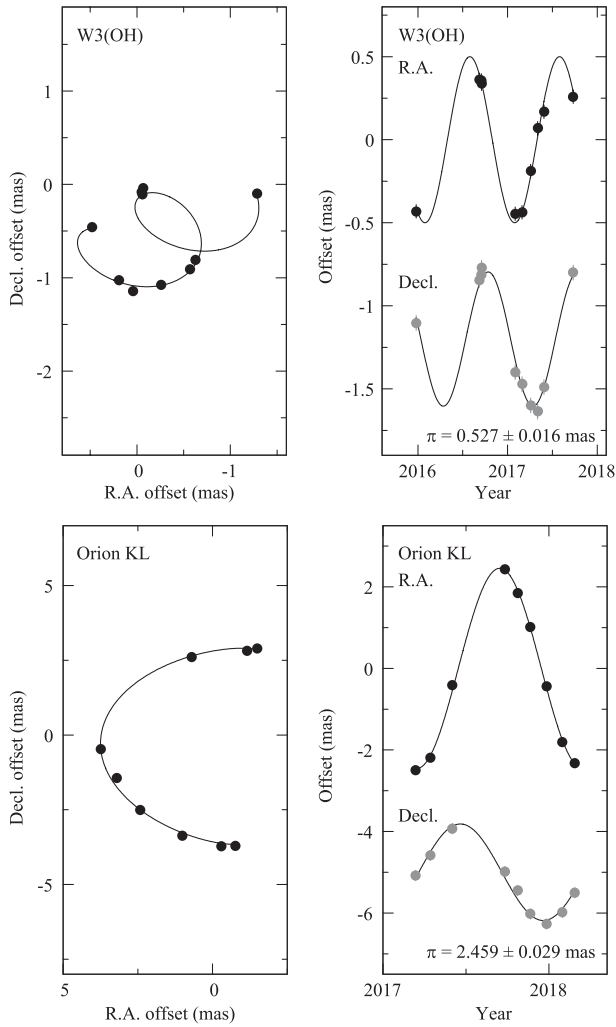 W3(OH)
1
0
-1
-2
Decl. offset (mas)
0
-1
R.A. offset (mas)
W3(OH)
R.A.
0.5
0
-0.5
-1
-1.5
Offset (mas)
Decl.
π = 0.527 ± 0.016 mas
2016
2017
2018
Year
Orion KL
5
0
-5
Decl. offset (mas)
5
0
R.A. offset (mas)
Orion KL
R.A.
2
0
-2
-4
-6
Offset (mas)
Decl.
π = 2.459 ± 0.029 mas
2017
2018
Year